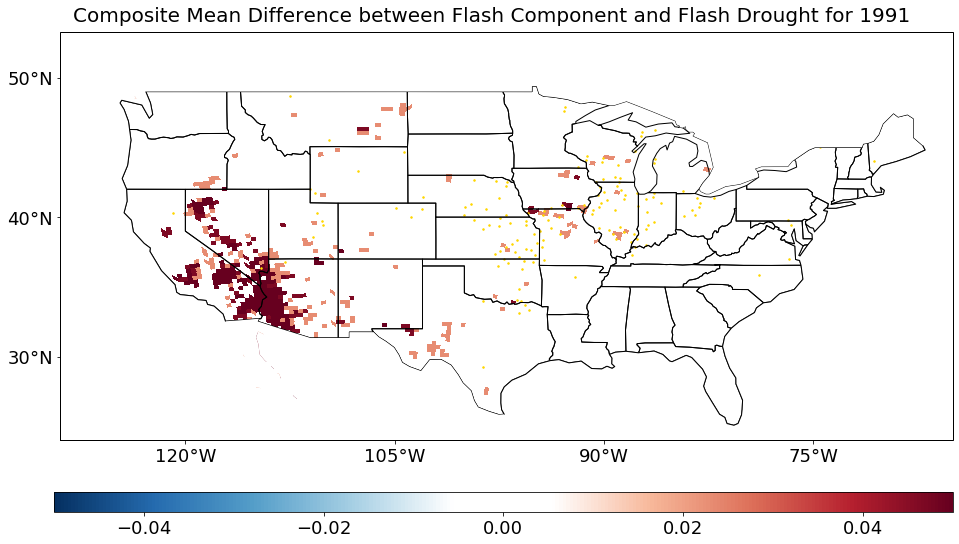 Composite Mean Difference between Flash Component and Flash Drought for 1991
50°N
40°N
30°N
120°W 105°W 90°W 75°W
−0.04 −0.02 0.00 0.02 0.04